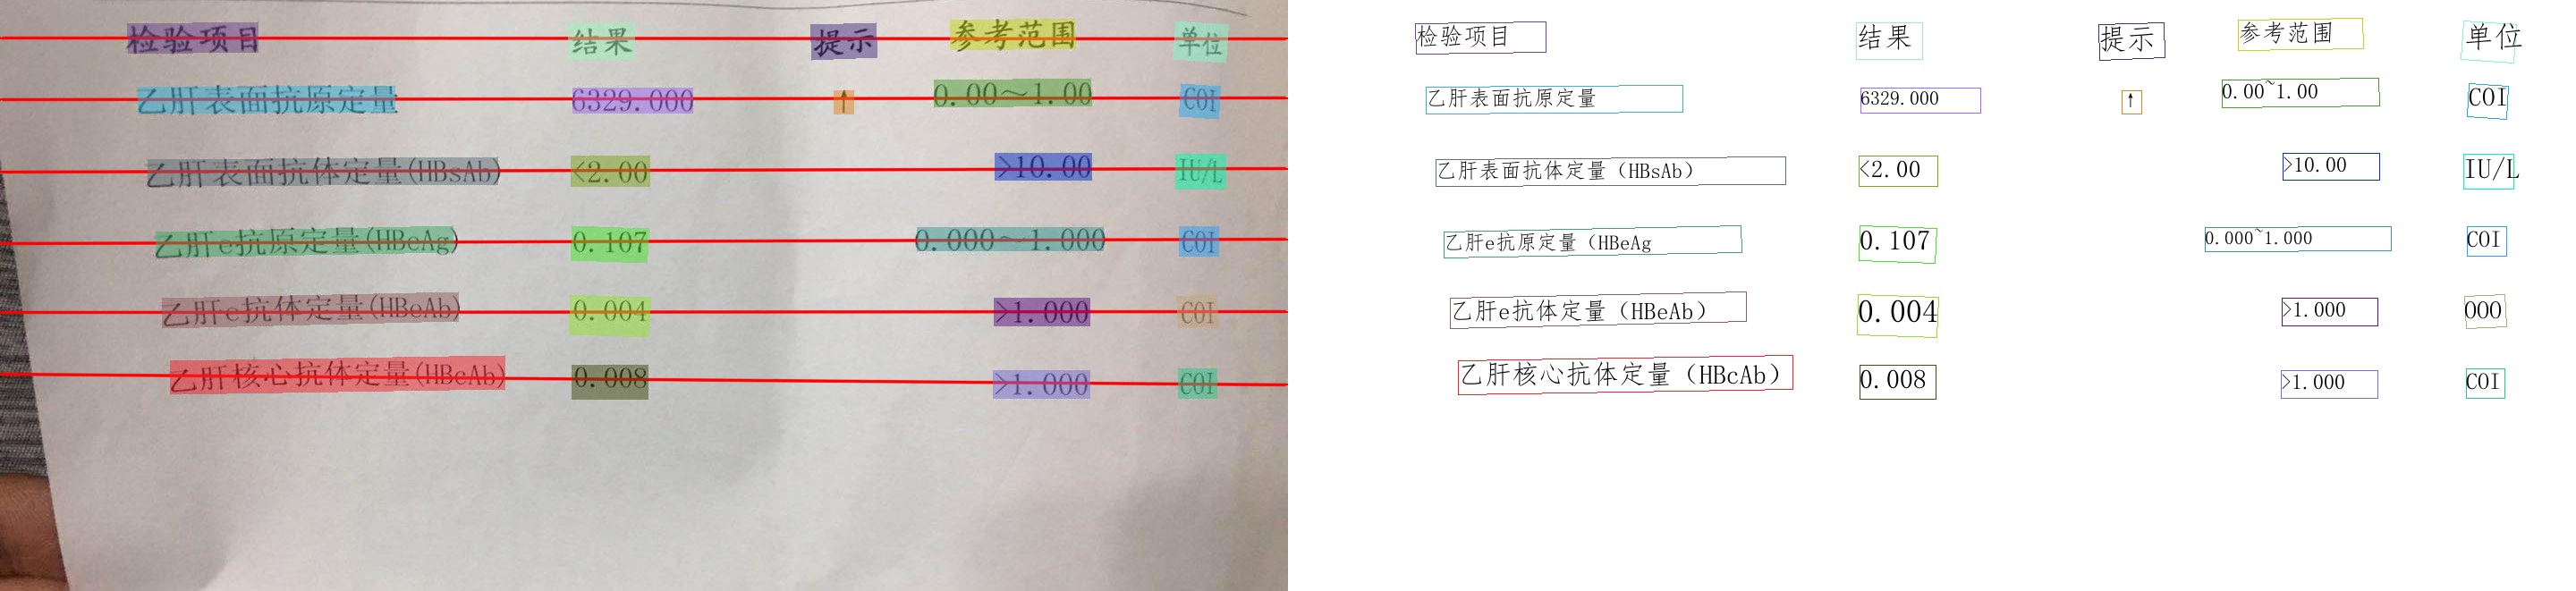 检验项目 结果 提示 参考范围 单位
乙肝表面抗原定量 6329.000 ↑ 0.00～1.00 COI
乙肝表面抗体定量(HBsAb) <2.00 >10.00 IU/L
乙肝e抗原定量(HBeAg) 0.107 0.000～1.000 COI
乙肝e抗体定量(HBeAb) 0.004 >1.000 COI
乙肝核心抗体定量(HBcAb) 0.008 >1.000 COI
检验项目 结果 提示 参考范围 单位
乙肝表面抗原定量 6329.000 ↑ 0.00~1.00 COI
乙肝表面抗体定量（HBsAb） <2.00 >10.00 IU/L
乙肝e抗原定量（HBeAg 0.107 0.000~1.000 COI
乙肝e抗体定量（HBeAb） 0.004 >1.000 000
乙肝核心抗体定量（HBcAb） 0.008 >1.000 COI